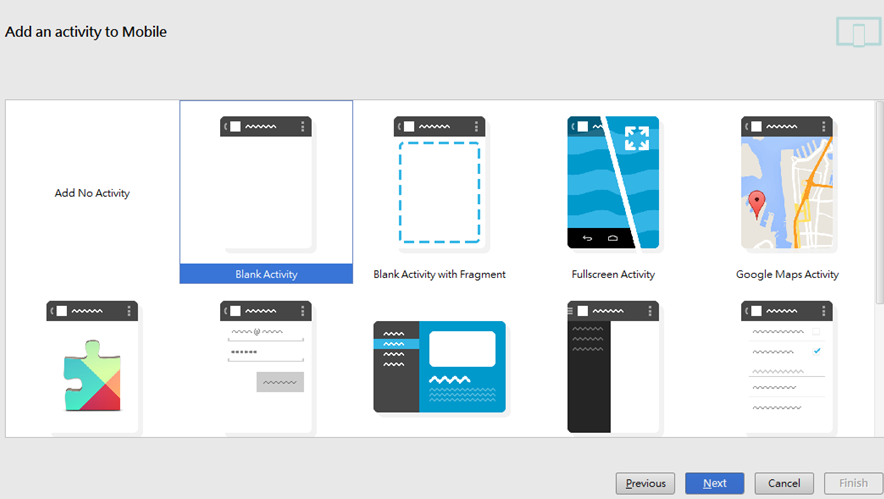 Add an activity to Mobile
Add No Activity
Blank Activity
Blank Activity with Fragment
Fullscreen Activity
Google Maps Activity
Previous
Next
Cancel
Finish